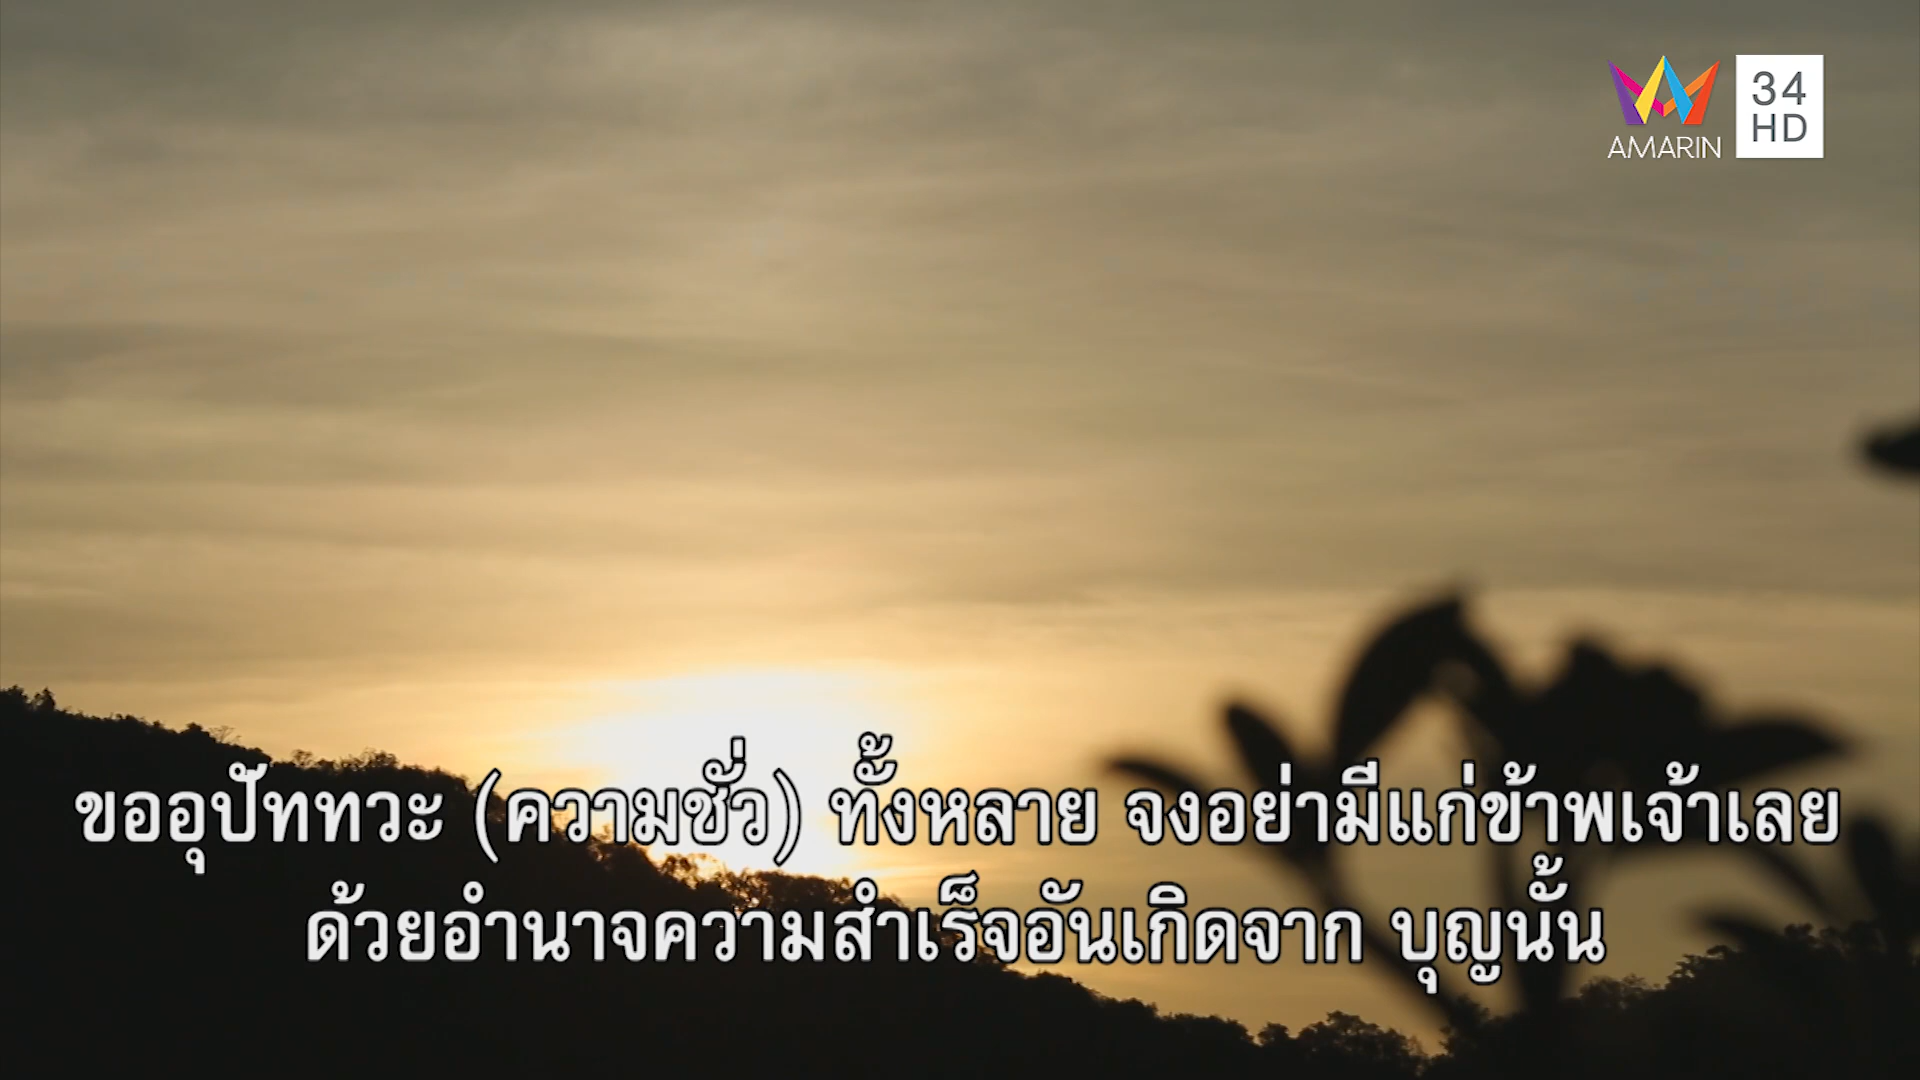 AMARIN
34
HD
ขออุปัททวะ (ความชั่ว) ทั้งหลาย จงอย่ามีแก่ข้าพเจ้าเลย
ด้วยอำนาจความสำเร็จอันเกิดจาก บุญนั้น